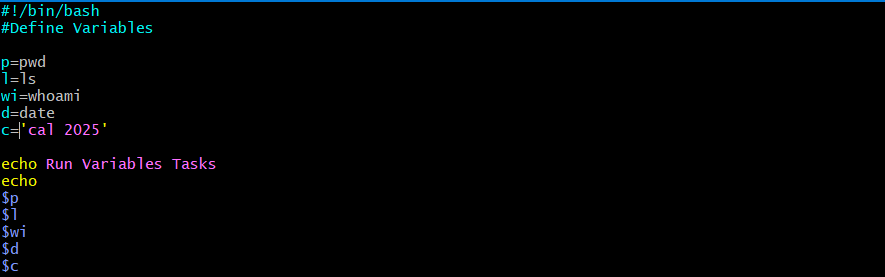 #!/bin/bash
#Define Variables
p=pwd
l=ls
wi=whoami
d=date
c='cal 2025'
echo Run Variables Tasks
echo
$p
$l
$wi
$d
$c